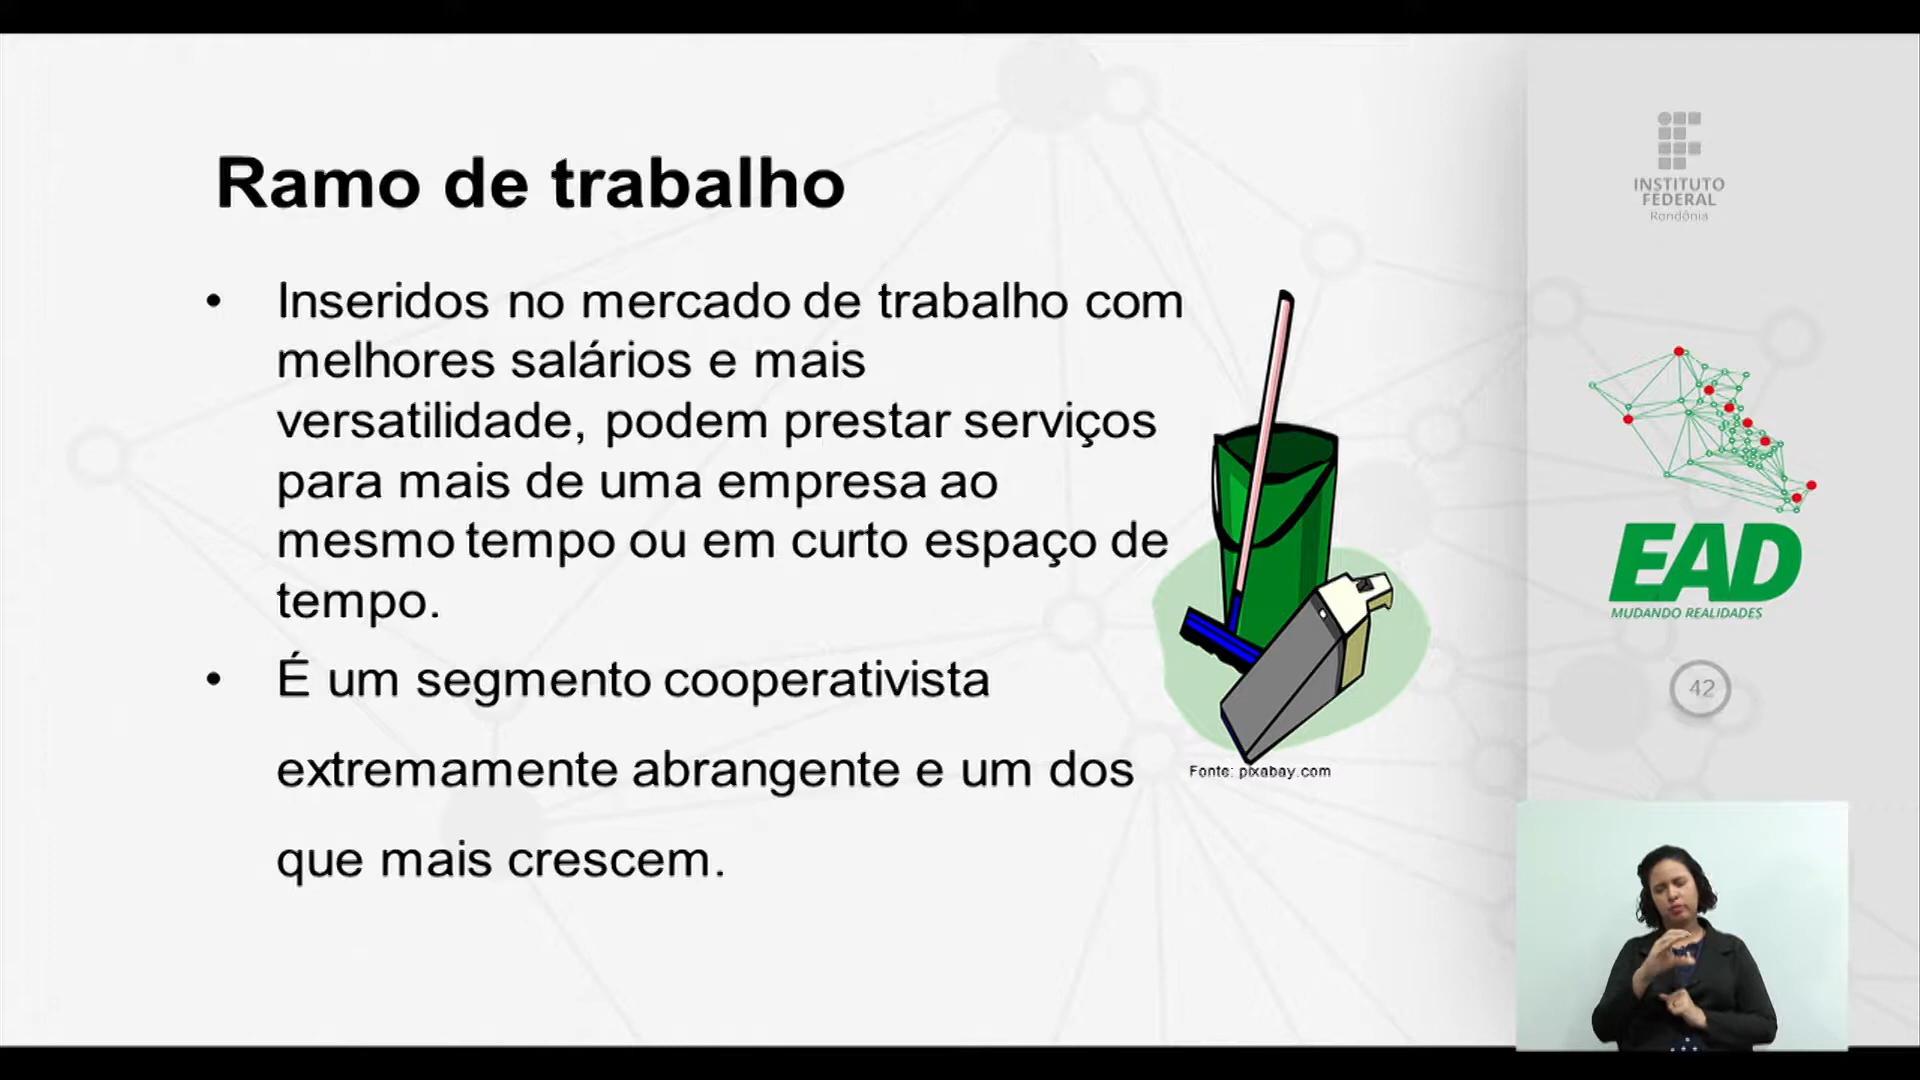 Ramo de trabalho
• Inseridos no mercado de trabalho com
melhores salários e mais
versatilidade, podem prestar serviços
para mais de uma empresa ao
mesmo tempo ou em curto espaço de
tempo.
• É um segmento cooperativista
extremamente abrangente e um dos
que mais crescem.
Fonte: pixabay.com
INSTITUTO
FEDERAL
Rondônia
EAD
MUDANDO REALIDADES
42